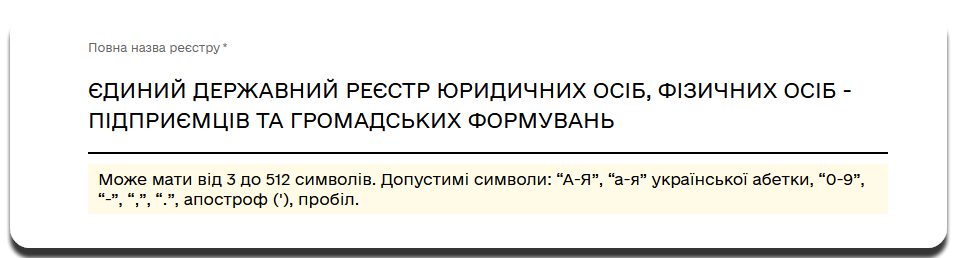 Повна назва реєстру *
ЄДИНИЙ ДЕРЖАВНИЙ РЕЄСТР ЮРИДИЧНИХ ОСІБ, ФІЗИЧНИХ ОСІБ -
ПІДПРИЄМЦІВ ТА ГРОМАДСЬКИХ ФОРМУВАНЬ
Може мати від 3 до 512 символів. Допустимі символи: “А-Я”, “а-я” української абетки, “0-9”,
“-”, “,”, “.”, апостроф ('), пробіл.